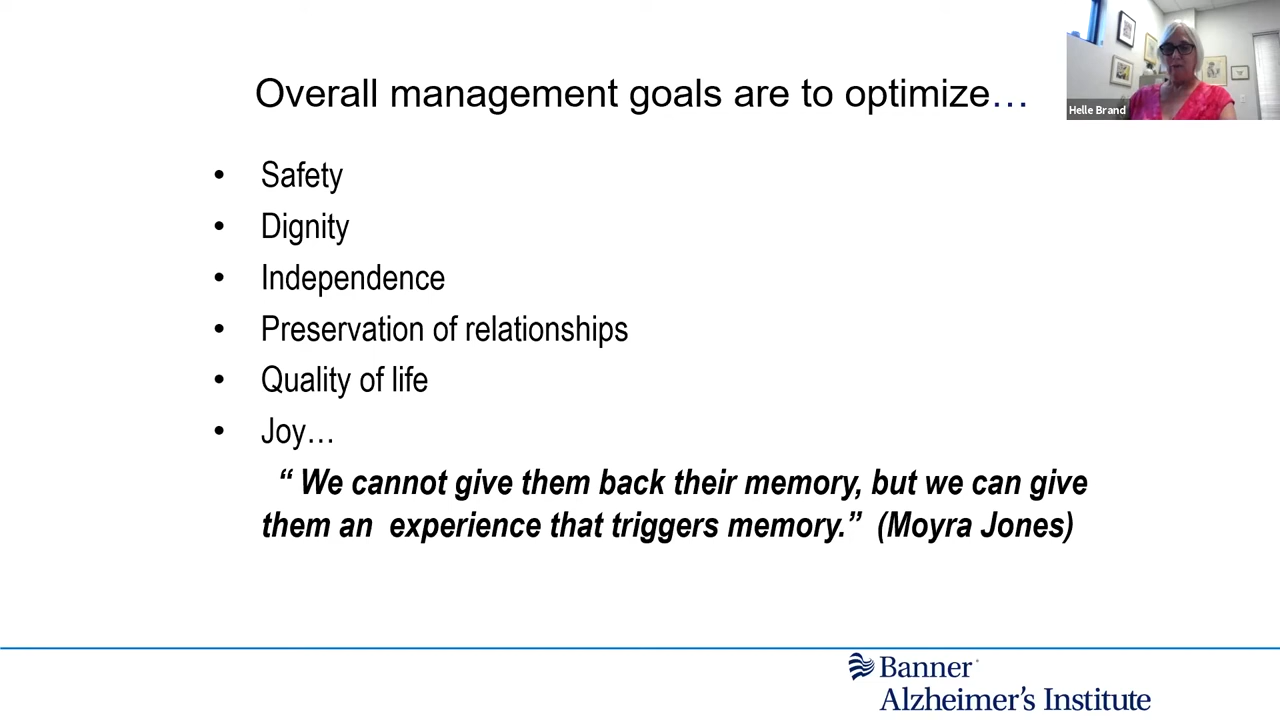 Overall management goals are to optimize…
Helle Brand
• Safety
• Dignity
• Independence
• Preservation of relationships
• Quality of life
• Joy…
“ We cannot give them back their memory, but we can give
them an experience that triggers memory.” (Moyra Jones)
Banner
Alzheimer’s Institute